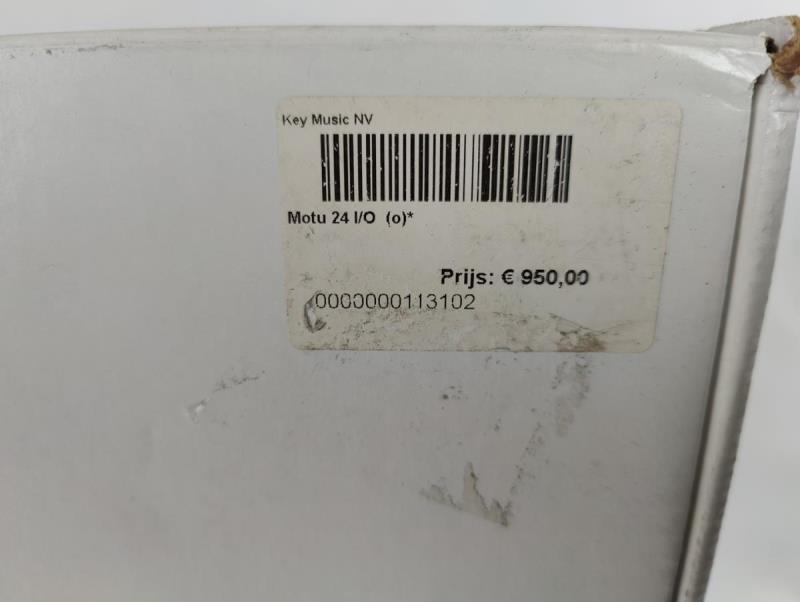 Key Music NV
Motu 24 I/O (o)*
Prijs: € 950,00
0000000113102